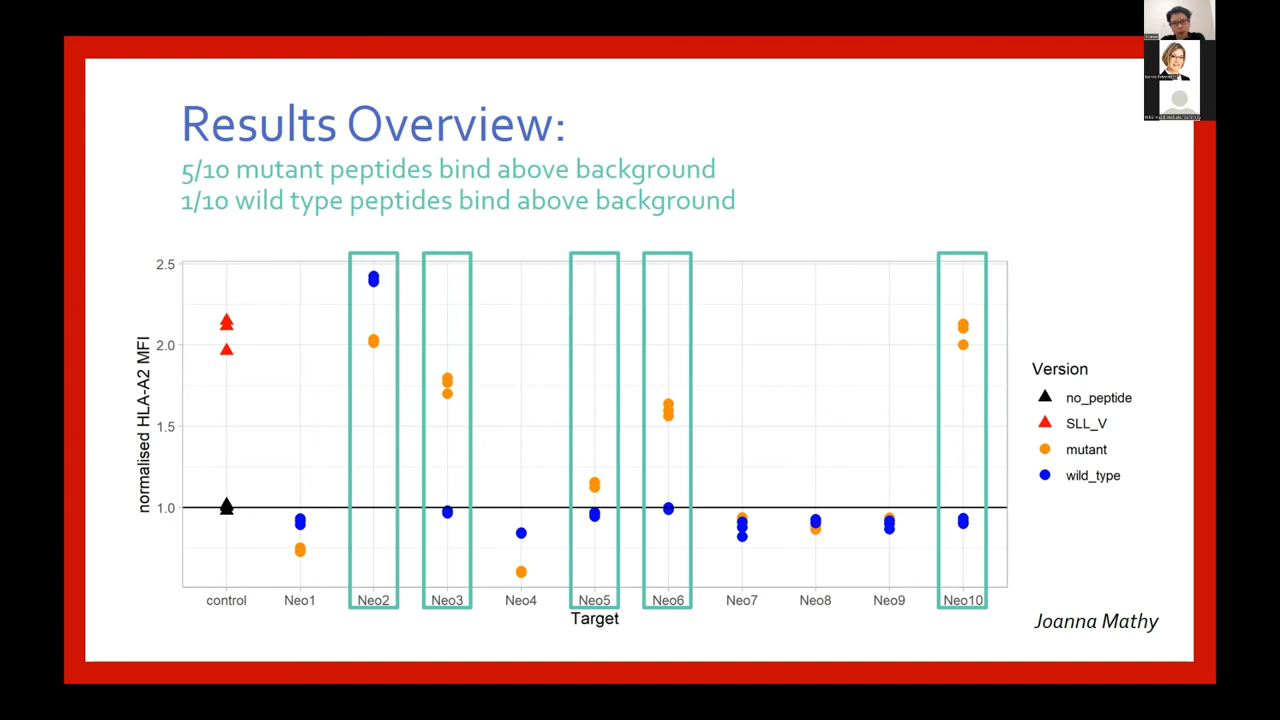 Results Overview:
5/10 mutant peptides bind above background
1/10 wild type peptides bind above background
2.5
2.0
1.5
1.0
normalised HLA-A2 MFI
control
Neo1
Neo2
Neo3
Neo4
Neo5
Neo6
Neo7
Neo8
Neo9
Neo10
Target
Version
no_peptide
SLL_V
mutant
wild_type
Joanna Mathy